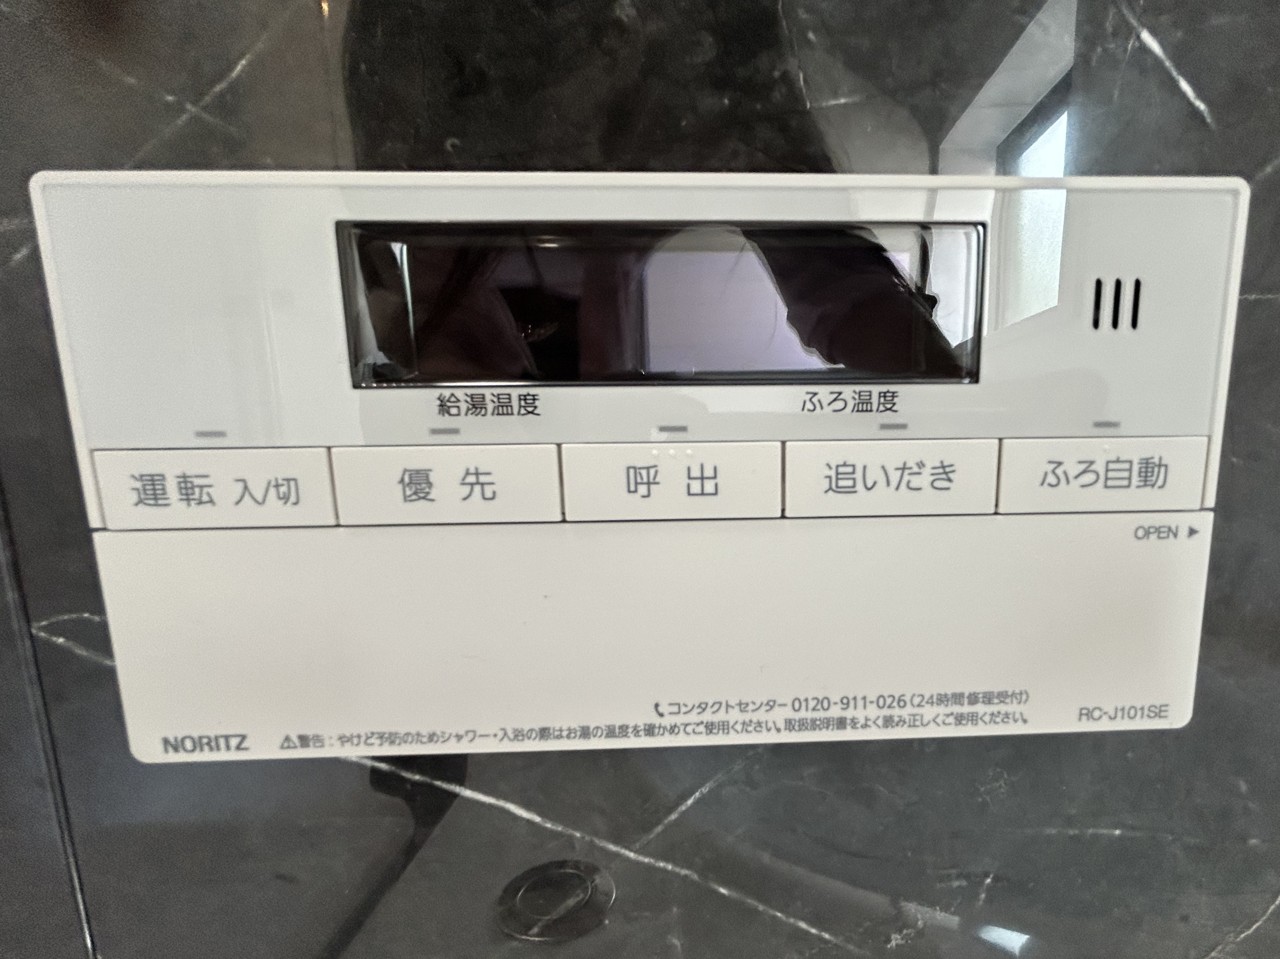 給湯温度 ふろ温度
運転 入/切 優先 呼出 追いだき ふろ自動
OPEN ▶
コンタクトセンター 0120-911-026(24時間修理受付)
NORITZ ⚠警告:やけど予防のためシャワー・入浴の際はお湯の温度を確かめてご使用ください。取扱説明書をよく読み正しくご使用ください。 RC-J101SE